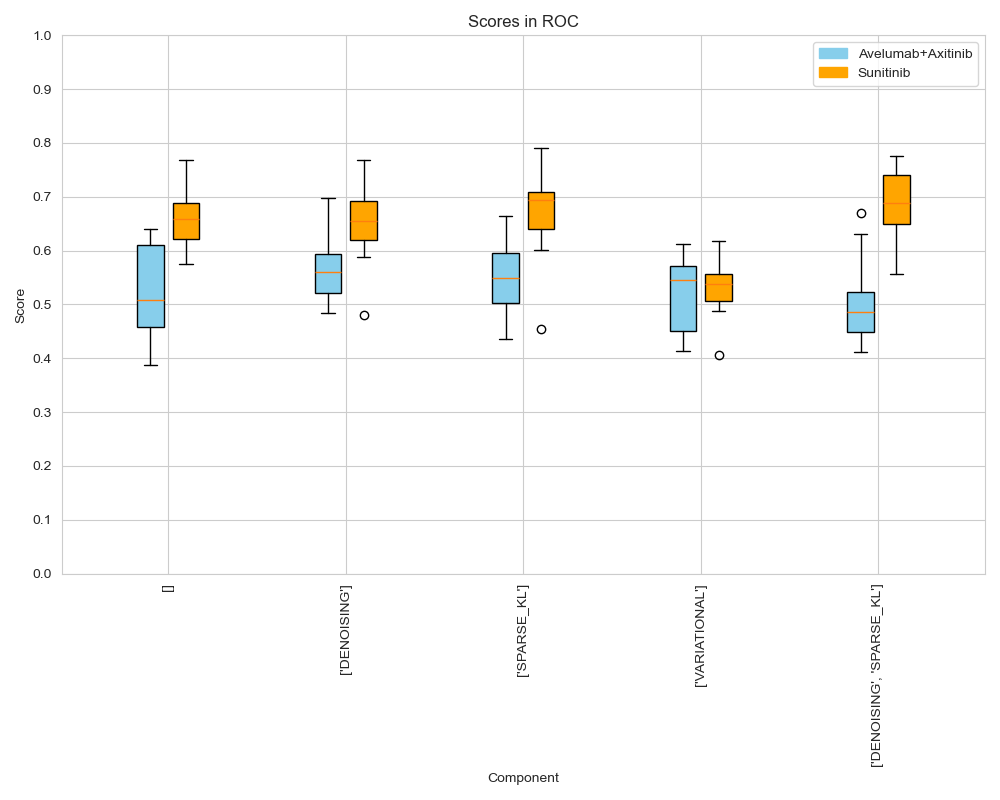 Scores in ROC
Avelumab+Axitinib
Sunitinib
Score
1.0
0.9
0.8
0.7
0.6
0.5
0.4
0.3
0.2
0.1
0.0
[]
['DENOISING']
['SPARSE_KL']
['VARIATIONAL']
['DENOISING', 'SPARSE_KL']
Component